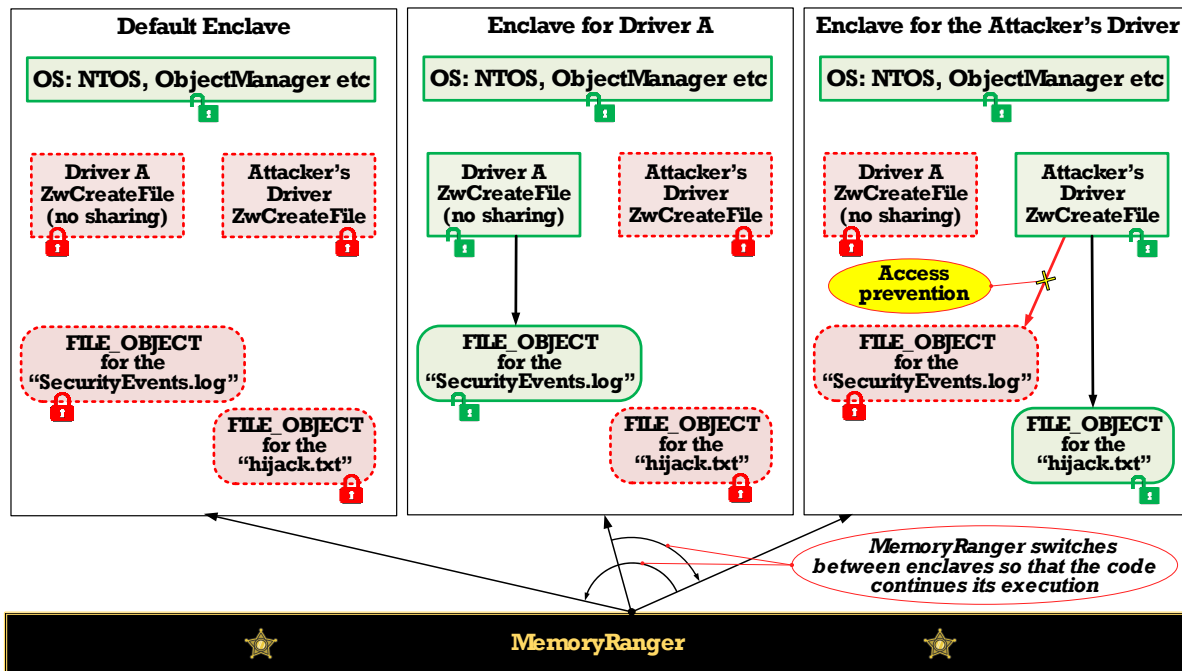 Default Enclave
OS: NTOS, ObjectManager etc
Driver A
ZwCreateFile
(no sharing)
Attacker's
Driver
ZwCreateFile
FILE_OBJECT
for the
“SecurityEvents.log”
FILE_OBJECT
for the
“hijack.txt”
Enclave for Driver A
OS: NTOS, ObjectManager etc
Driver A
ZwCreateFile
(no sharing)
Attacker's
Driver
ZwCreateFile
FILE_OBJECT
for the
“SecurityEvents.log”
FILE_OBJECT
for the
“hijack.txt”
Enclave for the Attacker's Driver
OS: NTOS, ObjectManager etc
Driver A
ZwCreateFile
(no sharing)
Attacker's
Driver
ZwCreateFile
Access
prevention
FILE_OBJECT
for the
“SecurityEvents.log”
FILE_OBJECT
for the
“hijack.txt”
MemoryRanger switches
between enclaves so that the code
continues its execution
MemoryRanger